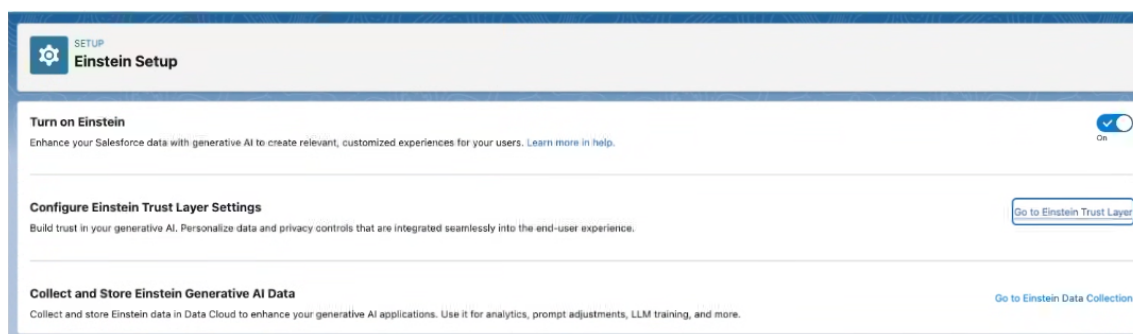 SETUP
Einstein Setup
Turn on Einstein
Enhance your Salesforce data with generative AI to create relevant, customized experiences for your users. Learn more in help.
On
Configure Einstein Trust Layer Settings
Go to Einstein Trust Layer
Build trust in your generative AI. Personalize data and privacy controls that are integrated seamlessly into the end-user experience.
Collect and Store Einstein Generative AI Data
Go to Einstein Data Collection
Collect and store Einstein data in Data Cloud to enhance your generative AI applications. Use it for analytics, prompt adjustments, LLM training, and more.